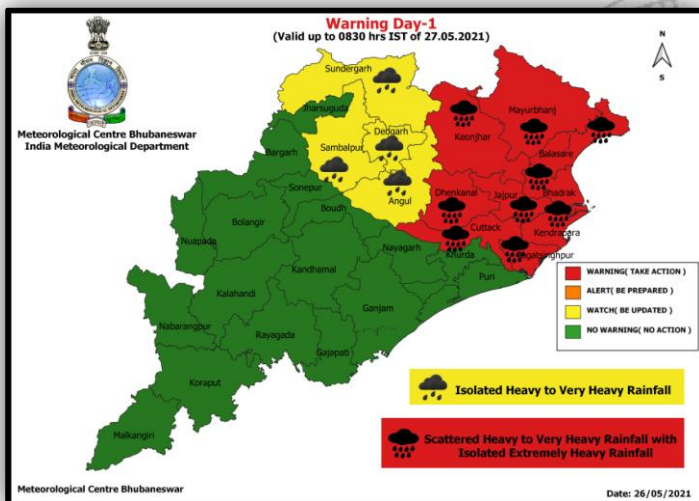 Warning Day-1
(Valid up to 0830 hrs IST of 27.05.2021)
N
S
Meteorological Centre Bhubaneswar
India Meteorological Department
Sundergarh
Jharsuguda
Mayurbhanj
Keonjhar
Deogarh
Sambalpur
Bargarh
Balasore
Sonepur
Angul
Dhenkanal
Jajpur
Bhadrak
Boudh
Bolangir
Cuttack
Kendrapara
Nuapada
Nayagarh
Khurda
Jagatsinghpur
Puri
Kandhamal
Kalahandi
Ganjam
Nabarangpur
Rayagada
Gajapati
Koraput
Malkangiri
WARNING( TAKE ACTION )
ALERT( BE PREPARED )
WATCH( BE UPDATED )
NO WARNING( NO ACTION )
Isolated Heavy to Very Heavy Rainfall
Scattered Heavy to Very Heavy Rainfall with
Isolated Extremely Heavy Rainfall
Meteorological Centre Bhubaneswar
Date: 26/05/2021